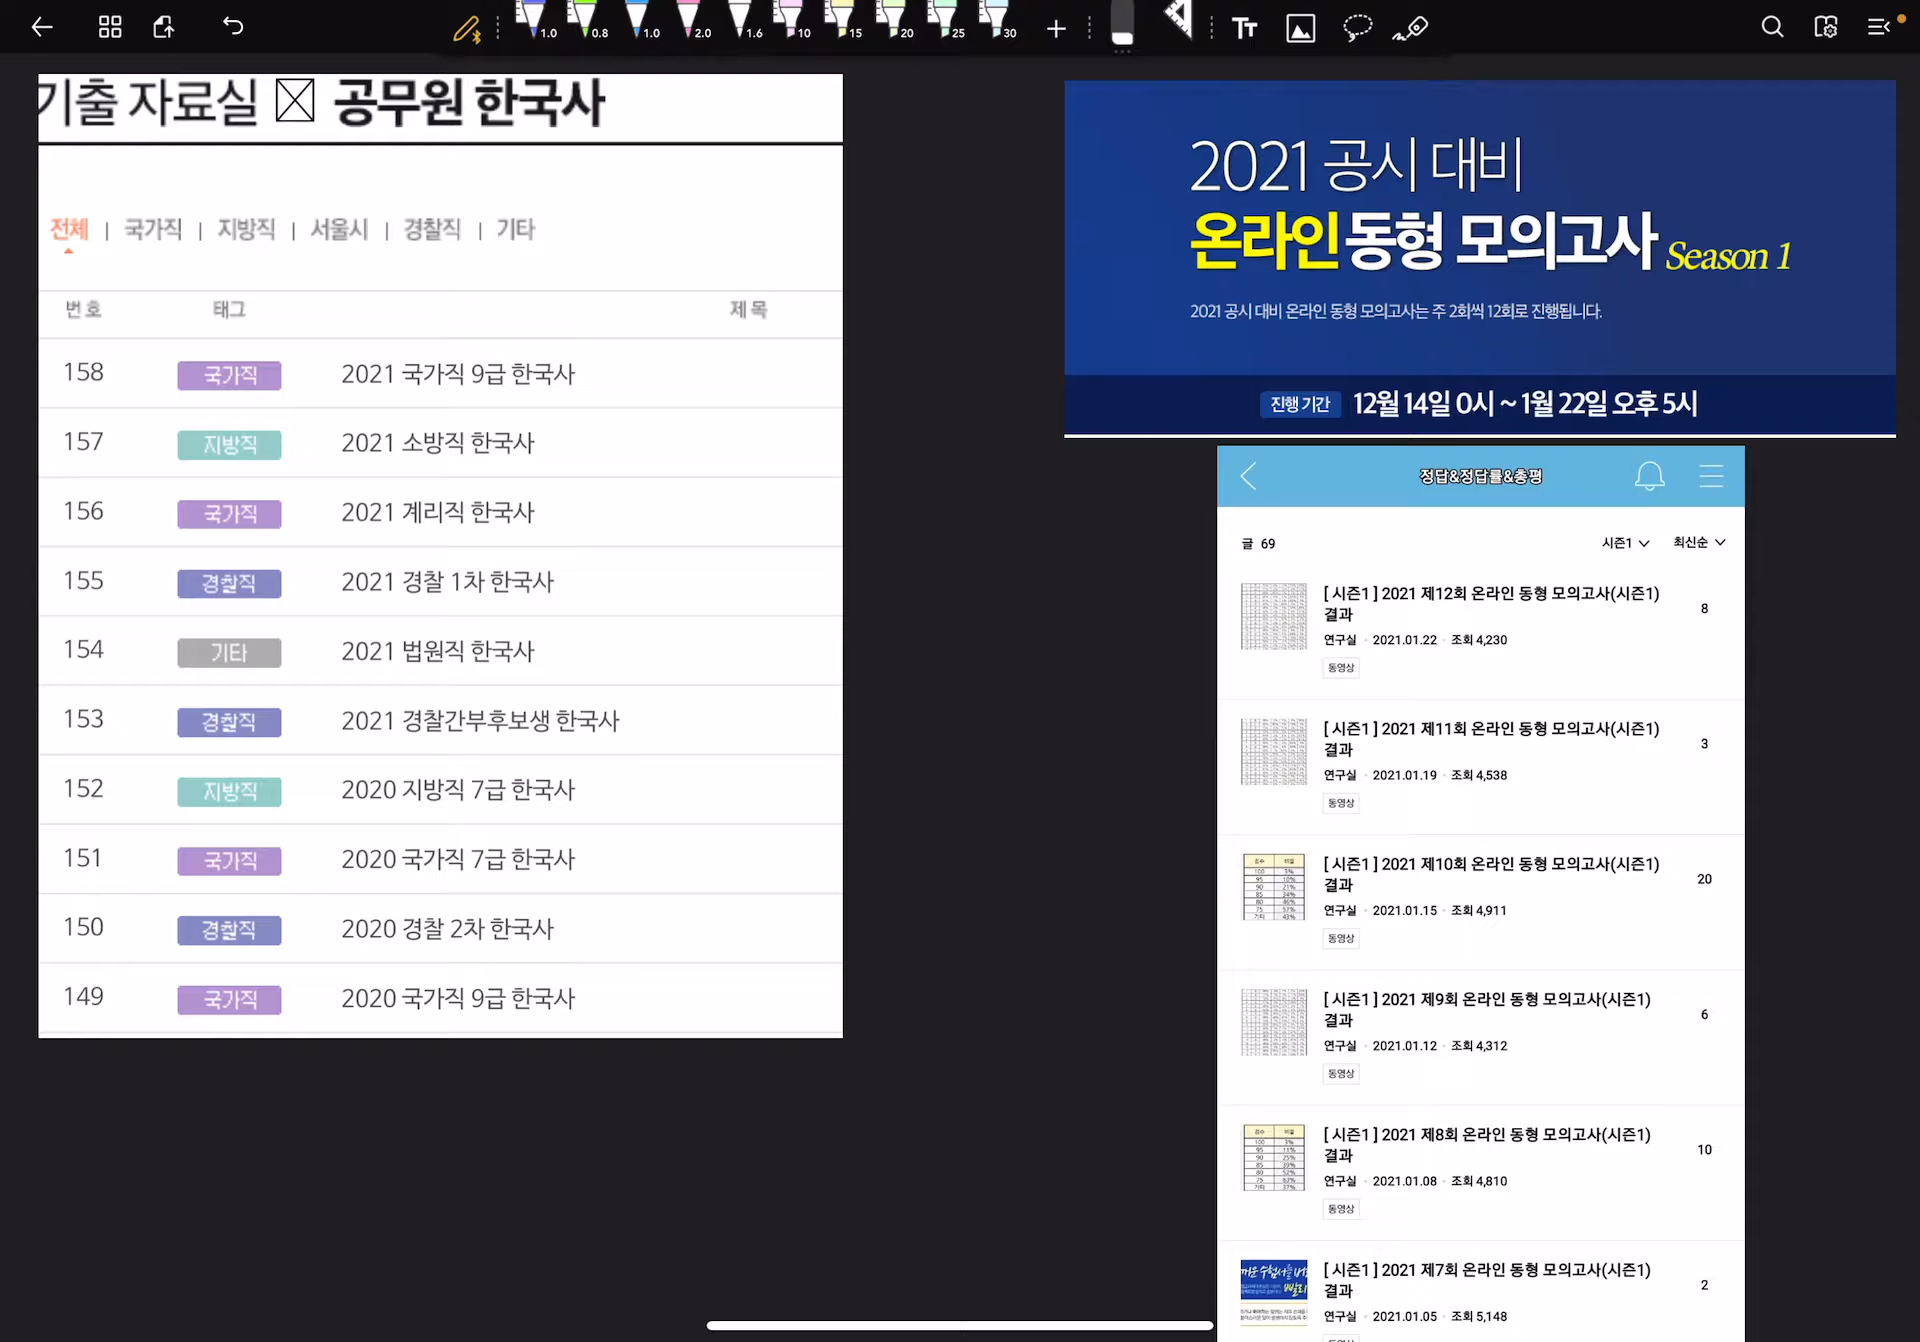 1.0
0.8
1.0
2.0
1.6
10
15
20
25
30
Tт
기출 자료실 공무원 한국사
전체 | 국가직 | 지방직 | 서울시 | 경찰직 | 기타
번호 태그 제목
158 국가직 2021 국가직 9급 한국사
157 지방직 2021 소방직 한국사
156 국가직 2021 계리직 한국사
155 경찰직 2021 경찰 1차 한국사
154 기타 2021 법원직 한국사
153 경찰직 2021 경찰간부후보생 한국사
152 지방직 2020 지방직 7급 한국사
151 국가직 2020 국가직 7급 한국사
150 경찰직 2020 경찰 2차 한국사
149 국가직 2020 국가직 9급 한국사
2021 공시 대비
온라인 동형 모의고사 Season 1
2021 공시 대비 온라인 동형 모의고사는 주 2회씩 12회로 진행됩니다.
진행 기간 12월 14일 0시 ~ 1월 22일 오후 5시
정답&정답률&총평
글 69 시즌1 최신순
[ 시즌1 ] 2021 제12회 온라인 동형 모의고사(시즌1)
결과
8
연구실 · 2021.01.22 · 조회 4,230
동영상
[ 시즌1 ] 2021 제11회 온라인 동형 모의고사(시즌1)
결과
3
연구실 · 2021.01.19 · 조회 4,538
동영상
[ 시즌1 ] 2021 제10회 온라인 동형 모의고사(시즌1)
결과
20
연구실 · 2021.01.15 · 조회 4,911
동영상
[ 시즌1 ] 2021 제9회 온라인 동형 모의고사(시즌1)
결과
6
연구실 · 2021.01.12 · 조회 4,312
동영상
[ 시즌1 ] 2021 제8회 온라인 동형 모의고사(시즌1)
결과
10
연구실 · 2021.01.08 · 조회 4,810
동영상
[ 시즌1 ] 2021 제7회 온라인 동형 모의고사(시즌1)
결과
2
연구실 · 2021.01.05 · 조회 5,148